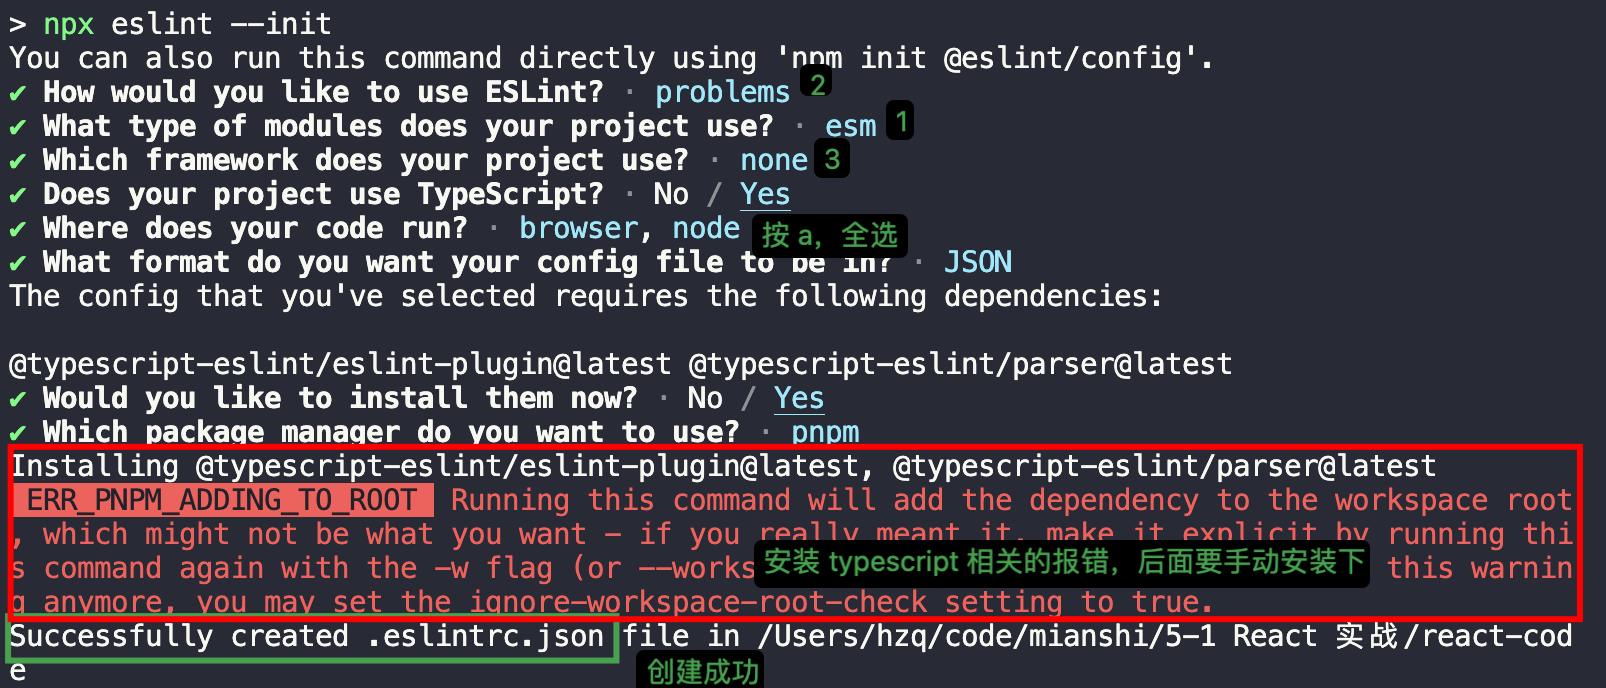 > npx eslint --init
You can also run this command directly using 'npm init @eslint/config'.
✔ How would you like to use ESLint? · problems 2
✔ What type of modules does your project use? · esm 1
✔ Which framework does your project use? · none 3
✔ Does your project use TypeScript? · No / Yes
✔ Where does your code run? · browser, node
按 a，全选
✔ What format do you want your config file to be in? · JSON
The config that you've selected requires the following dependencies:
@typescript-eslint/eslint-plugin@latest @typescript-eslint/parser@latest
✔ Would you like to install them now? · No / Yes
✔ Which package manager do you want to use? · pnpm
Installing @typescript-eslint/eslint-plugin@latest, @typescript-eslint/parser@latest
ERR_PNPM_ADDING_TO_ROOT Running this command will add the dependency to the workspace root
, which might not be what you want - if you really meant it, make it explicit by running thi
s command again with the -w flag (or --works this warnin
安装 typescript 相关的报错，后面要手动安装下
g anymore, you may set the ignore-workspace-root-check setting to true.
Successfully created .eslintrc.json file in /Users/hzq/code/mianshi/5-1 React 实战/react-cod
e
创建成功